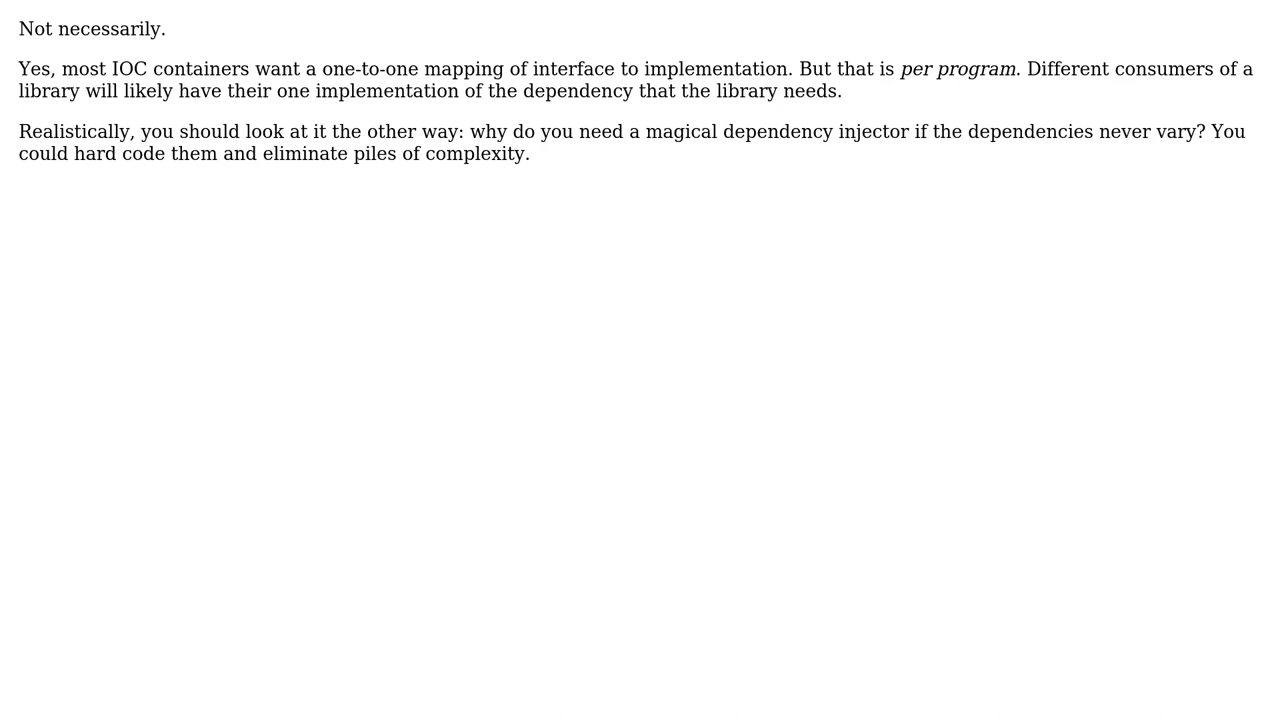 Not necessarily.
Yes, most IOC containers want a one-to-one mapping of interface to implementation. But that is per program. Different consumers of a
library will likely have their one implementation of the dependency that the library needs.
Realistically, you should look at it the other way: why do you need a magical dependency injector if the dependencies never vary? You
could hard code them and eliminate piles of complexity.